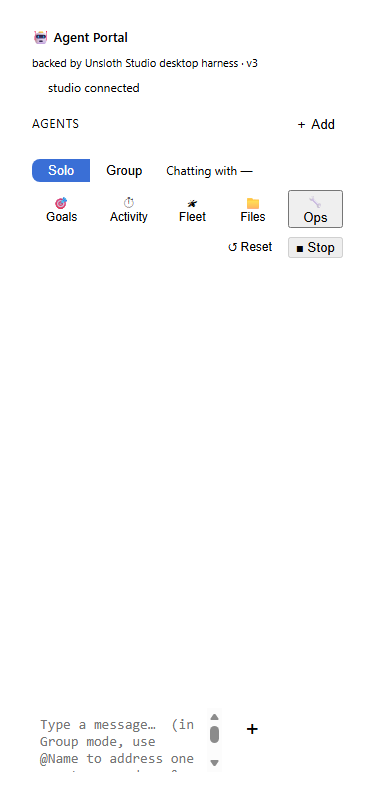 Agent Portal
backed by Unsloth Studio desktop harness · v3
studio connected
AGENTS + Add
Solo Group Chatting with —
Goals Activity Fleet Files Ops
↺ Reset ■ Stop
Type a message… (in
Group mode, use
@Name to address one
+